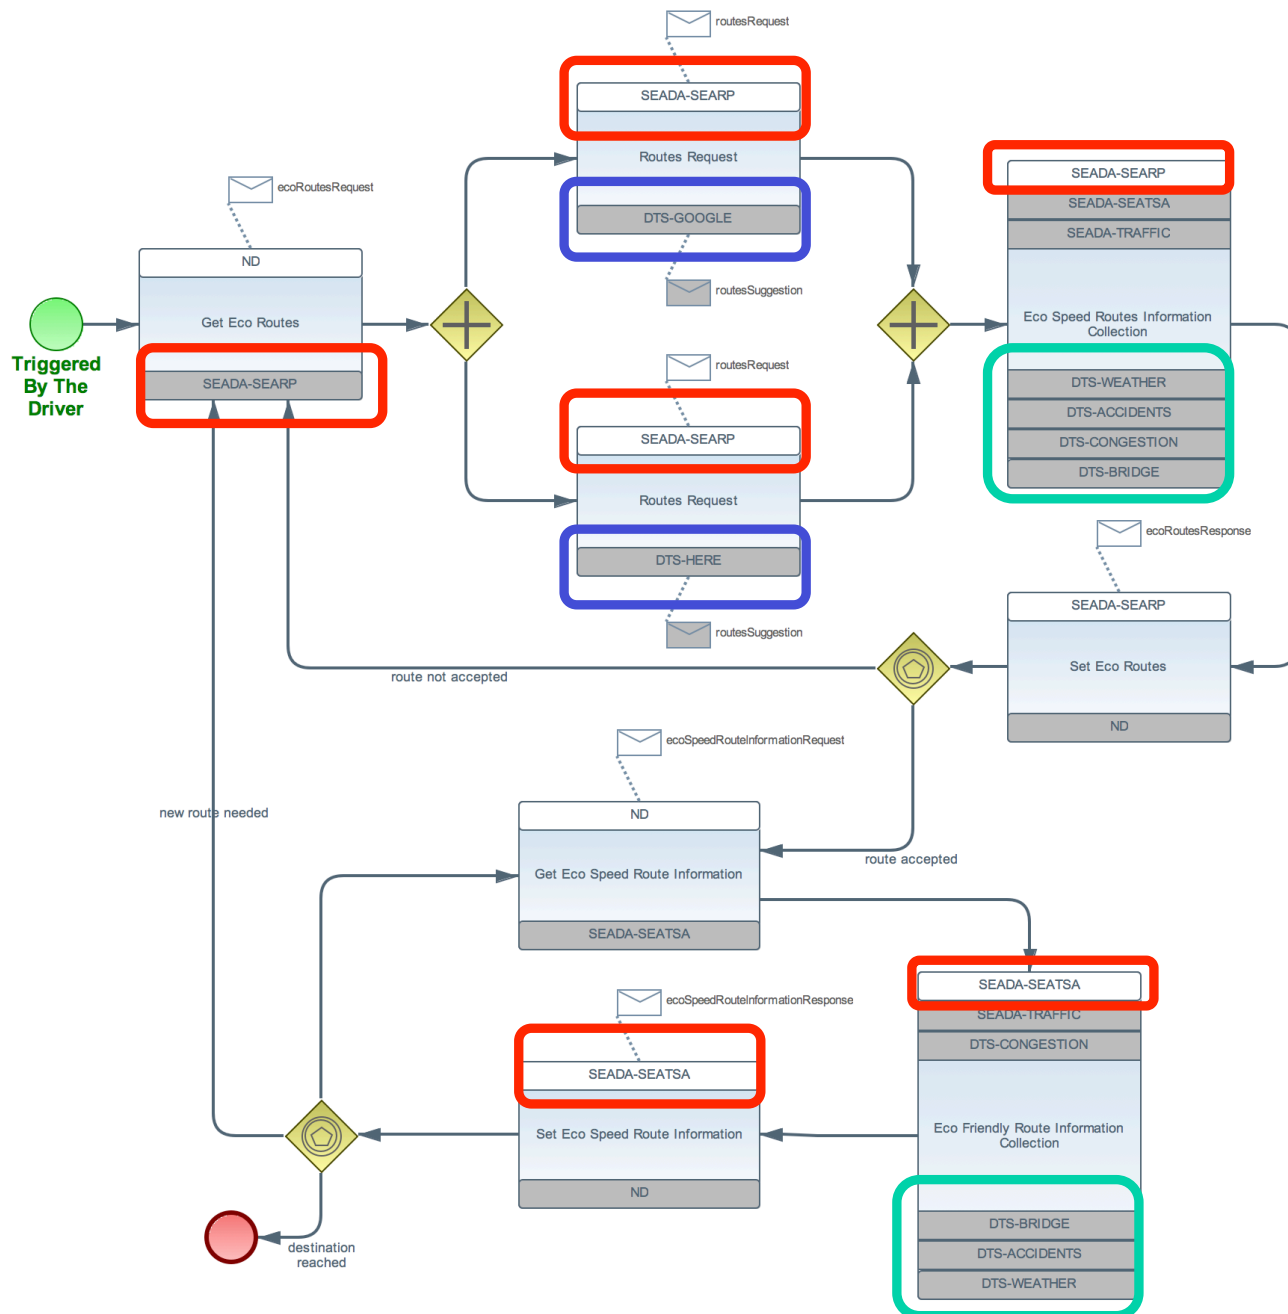 routesRequest
SEADA-SEARP
Routes Request
DTS-GOOGLE
routesSuggestion
ecoRoutesRequest
ND
Get Eco Routes
SEADA-SEARP
Triggered
By The
Driver
routesRequest
SEADA-SEARP
Routes Request
DTS-HERE
routesSuggestion
SEADA-SEARP
SEADA-SEATSA
SEADA-TRAFFIC
Eco Speed Routes Information
Collection
DTS-WEATHER
DTS-ACCIDENTS
DTS-CONGESTION
DTS-BRIDGE
ecoRoutesResponse
SEADA-SEARP
Set Eco Routes
ND
route not accepted
route accepted
new route needed
ecoSpeedRouteInformationRequest
ND
Get Eco Speed Route Information
SEADA-SEATSA
SEADA-SEATSA
SEADA-TRAFFIC
DTS-CONGESTION
Eco Friendly Route Information
Collection
DTS-BRIDGE
DTS-ACCIDENTS
DTS-WEATHER
ecoSpeedRouteInformationResponse
SEADA-SEATSA
Set Eco Speed Route Information
ND
destination
reached